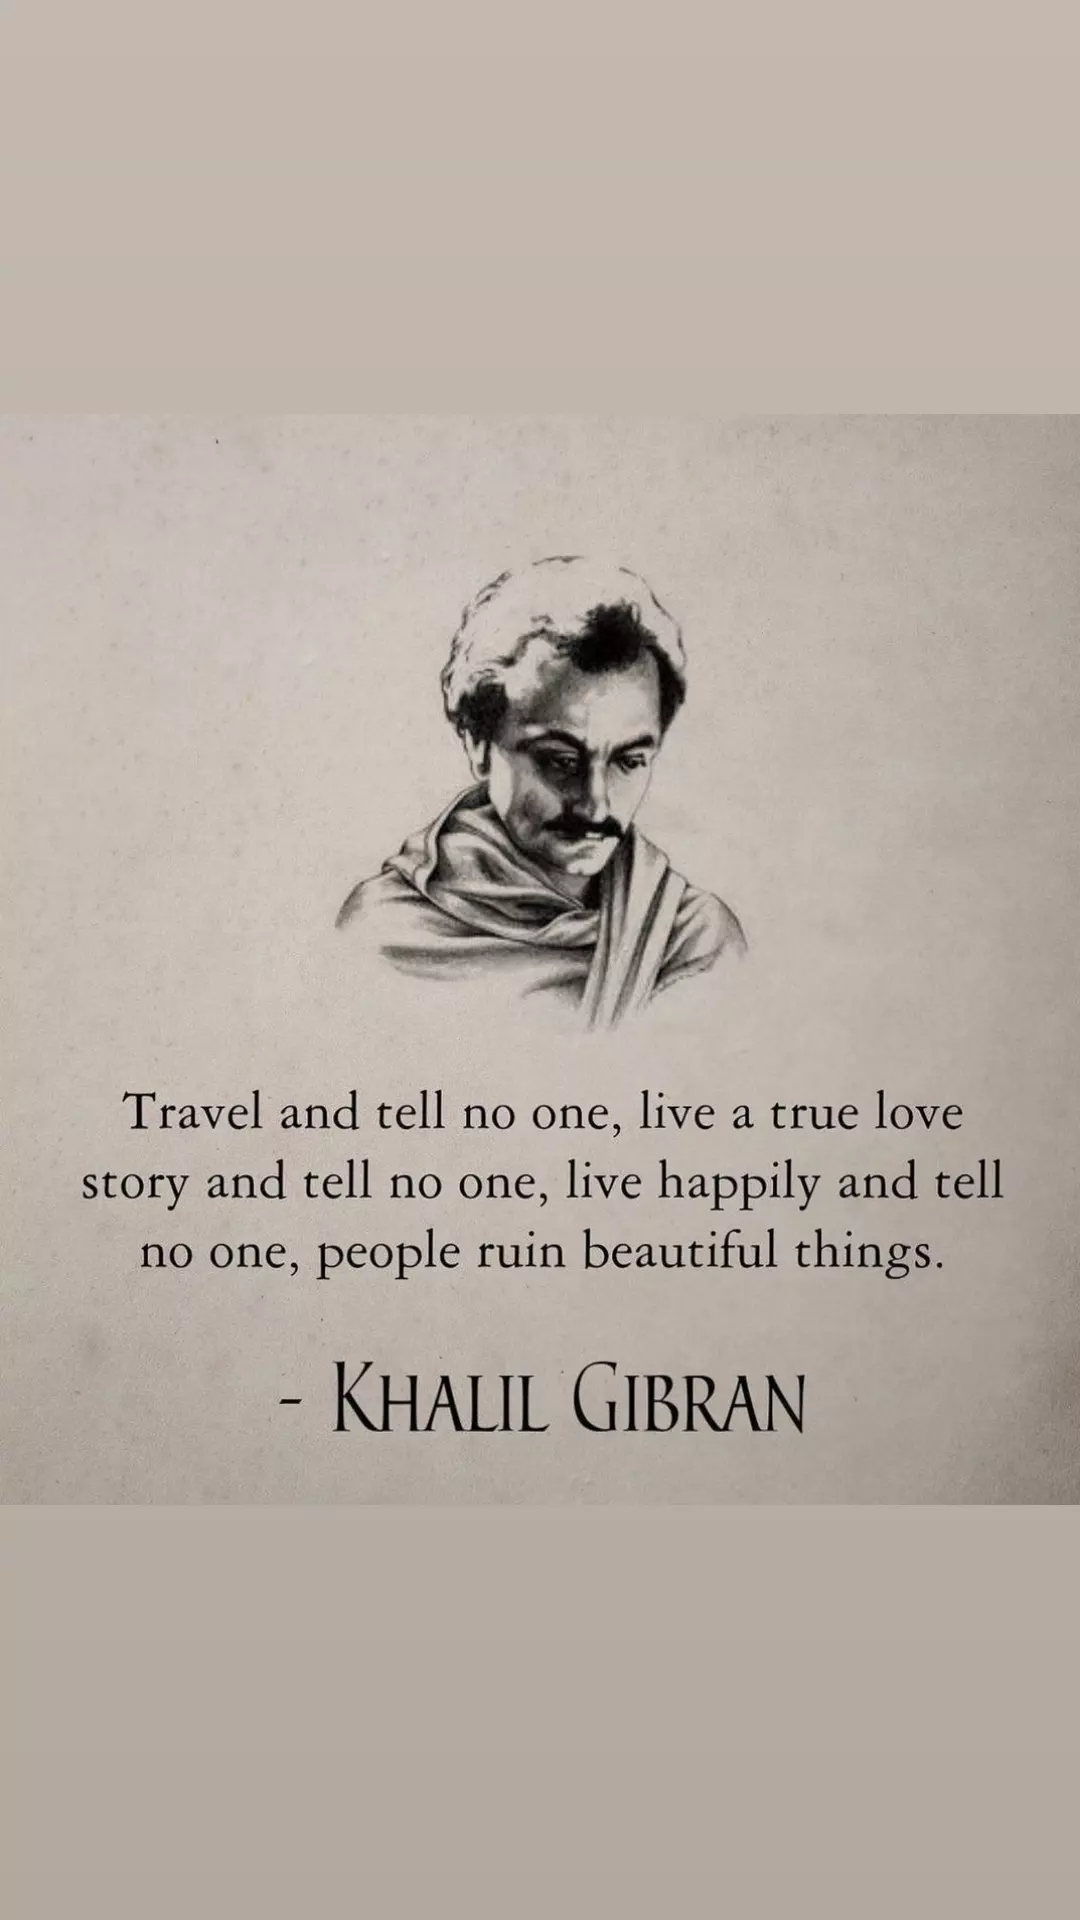 Travel and tell no one, live a true love
story and tell no one, live happily and tell
no one, people ruin beautiful things.
- KHALIL GIBRAN